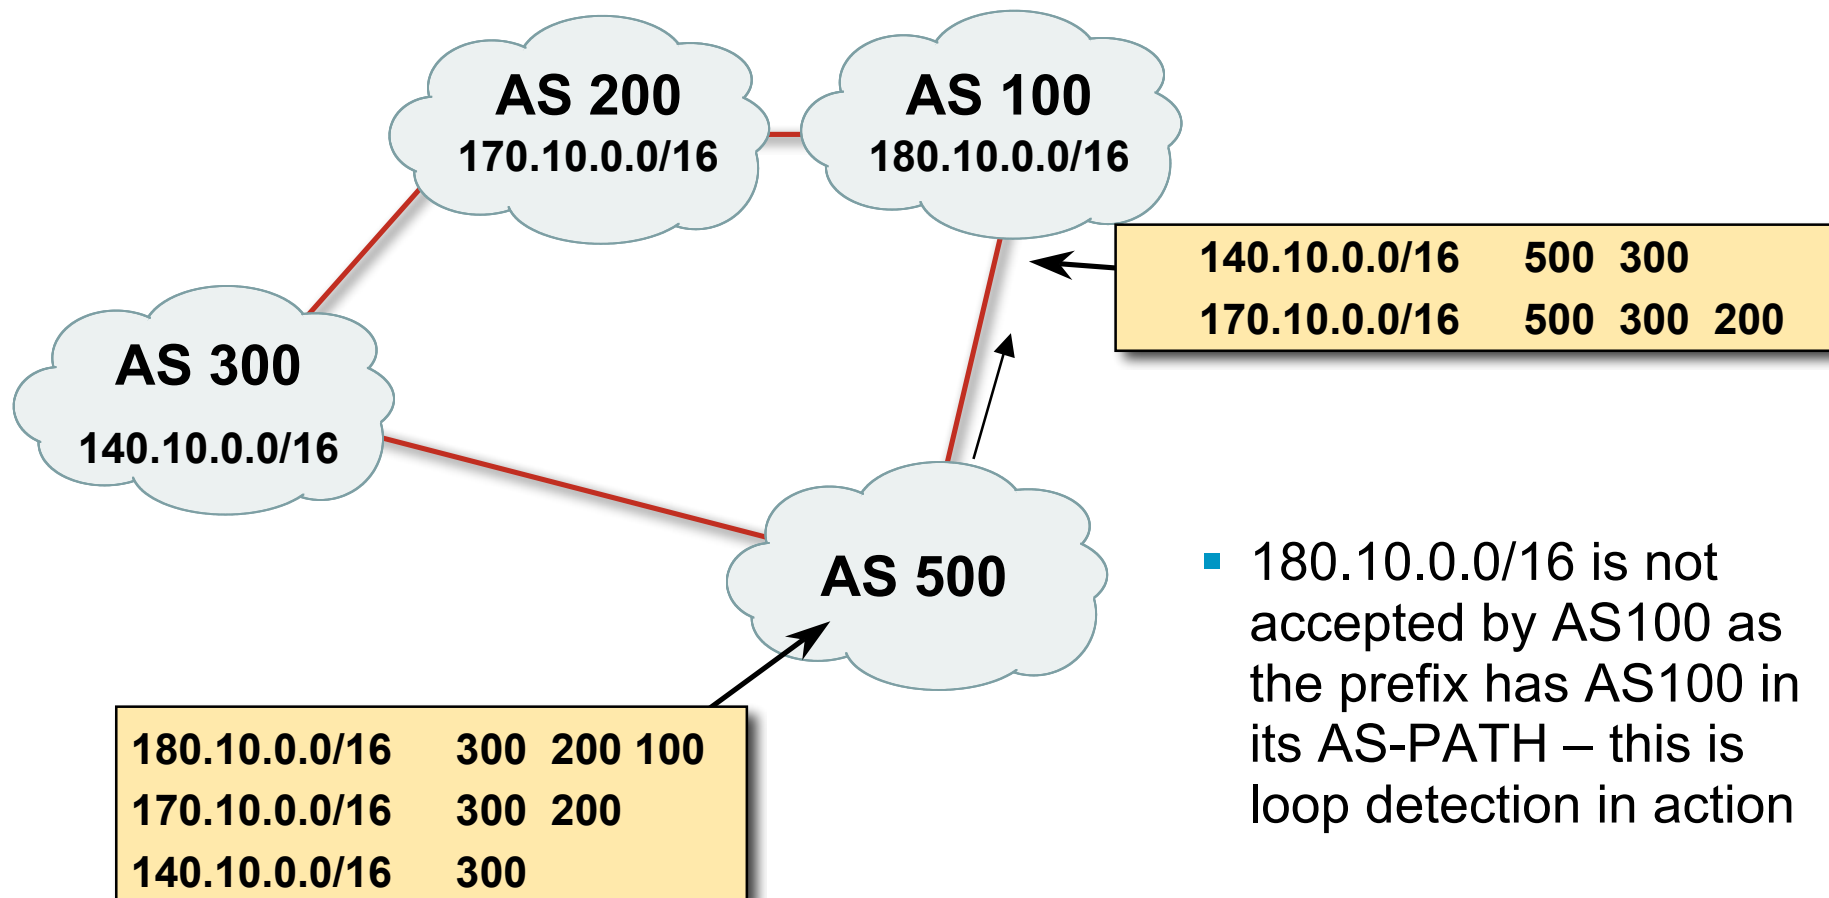 AS 200
170.10.0.0/16
AS 100
180.10.0.0/16
140.10.0.0/16 500 300
170.10.0.0/16 500 300 200
AS 300
140.10.0.0/16
AS 500
180.10.0.0/16 is not
accepted by AS100 as
the prefix has AS100 in
its AS-PATH – this is
loop detection in action
180.10.0.0/16 300 200 100
170.10.0.0/16 300 200
140.10.0.0/16 300